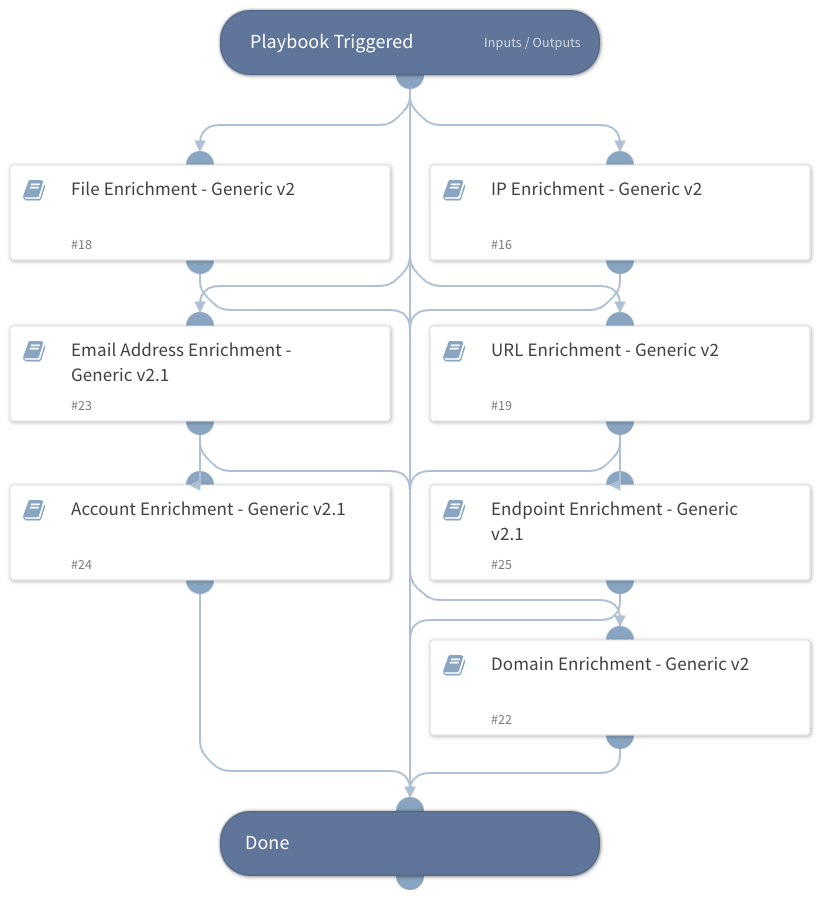 Playbook Triggered
Inputs / Outputs
File Enrichment - Generic v2
#18
IP Enrichment - Generic v2
#16
Email Address Enrichment -
Generic v2.1
#23
URL Enrichment - Generic v2
#19
Account Enrichment - Generic v2.1
#24
Endpoint Enrichment - Generic
v2.1
#25
Domain Enrichment - Generic v2
#22
Done